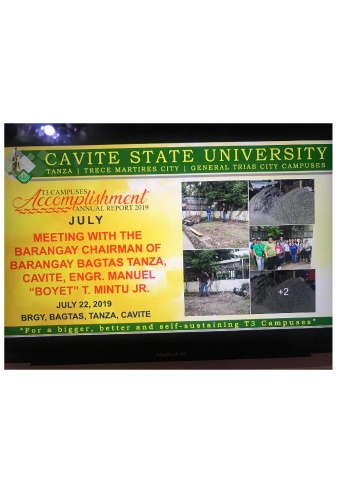 CAVITE STATE UNIVERSITY
TANZA | TRECE MARTIRES CITY | GENERAL TRIAS CITY CAMPUSES
T3 CAMPUSES
Accomplishment
ANNUAL REPORT 2019
JULY
MEETING WITH THE
BARANGAY CHAIRMAN OF
BARANGAY BAGTAS TANZA,
CAVITE, ENGR. MANUEL
"BOYET" T. MINTU JR.
JULY 22, 2019
BRGY, BAGTAS, TANZA, CAVITE
+2
"For a bigger, better and self-sustaining T3 Campuses"
MacBook Air